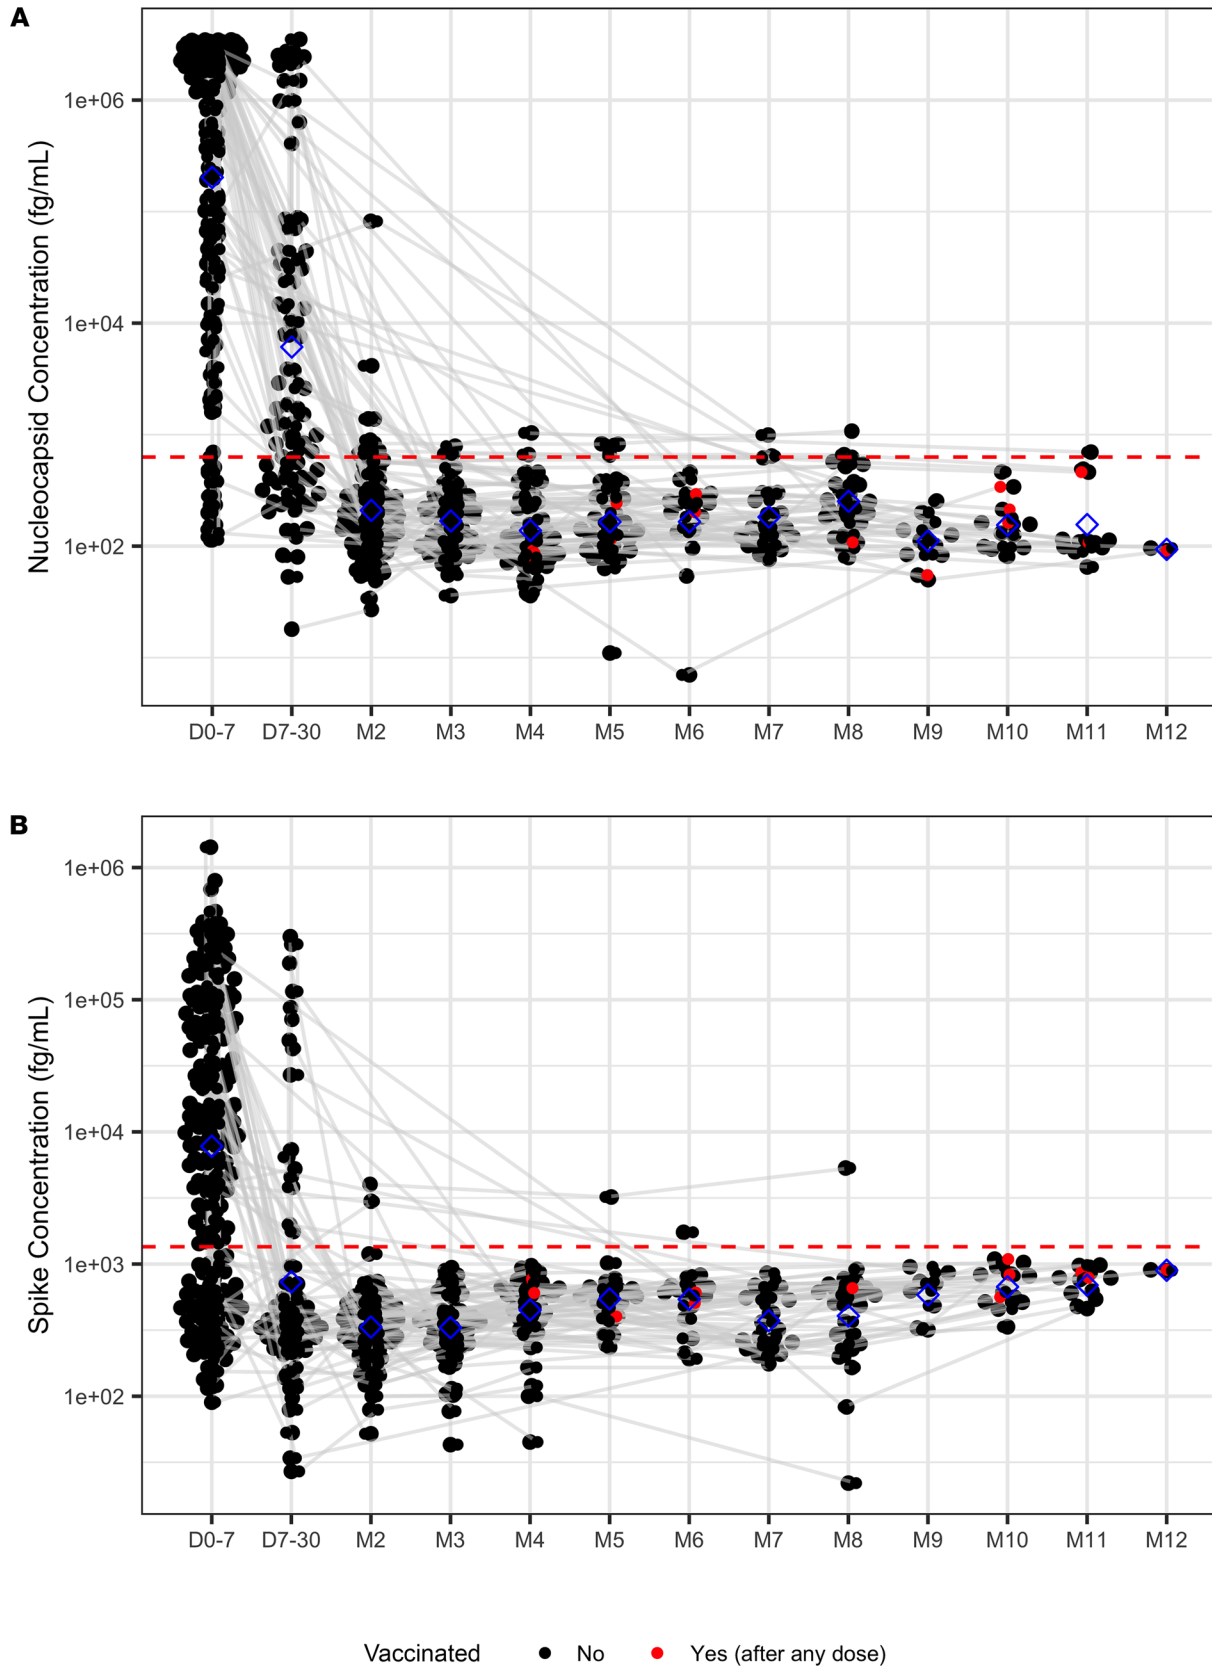 A
Nucleocapsid Concentration (fg/mL)
1e+06
1e+04
1e+02
D0-7 D7-30 M2 M3 M4 M5 M6 M7 M8 M9 M10 M11 M12
B
Spike Concentration (fg/mL)
1e+06
1e+05
1e+04
1e+03
1e+02
D0-7 D7-30 M2 M3 M4 M5 M6 M7 M8 M9 M10 M11 M12
Vaccinated No Yes (after any dose)